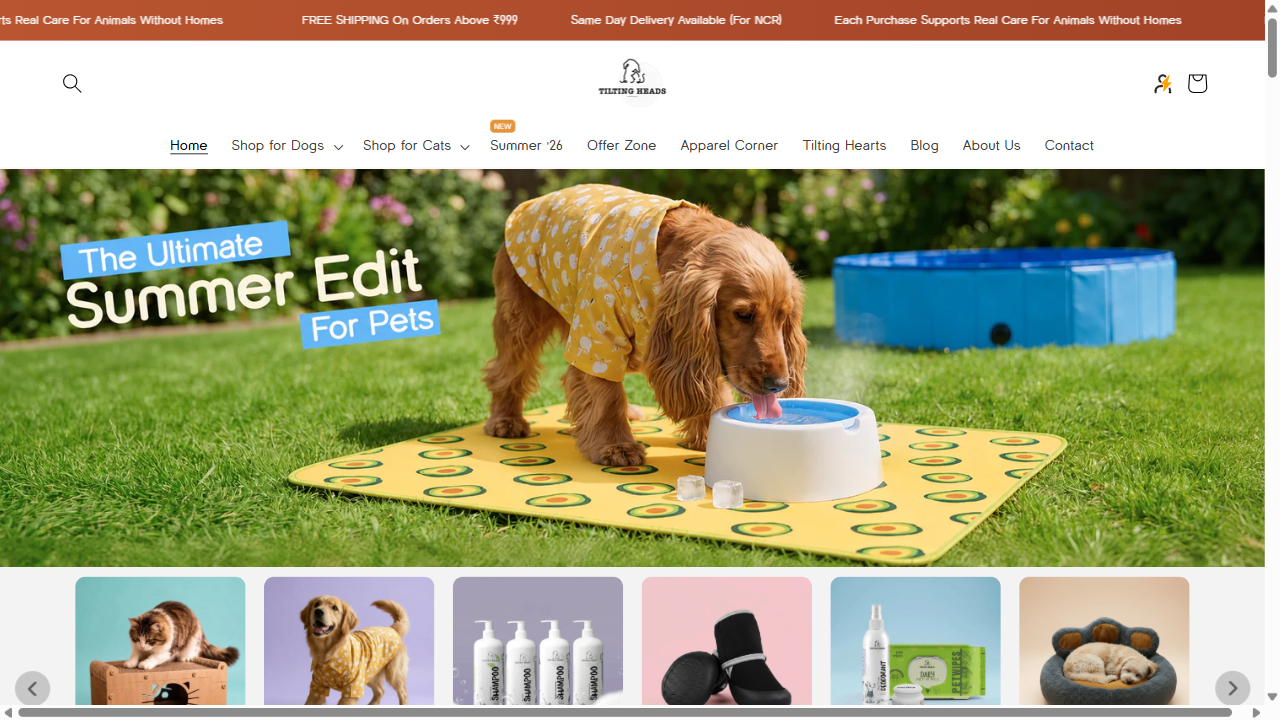 rts Real Care For Animals Without Homes FREE SHIPPING On Orders Above ₹999 Same Day Delivery Available (For NCR) Each Purchase Supports Real Care For Animals Without Homes
TILTING HEADS
NEW
Home Shop for Dogs Shop for Cats Summer '26 Offer Zone Apparel Corner Tilting Hearts Blog About Us Contact
The Ultimate
Summer Edit
For Pets
SHAMPOO SHAMPOO SHAMPOO SHAMPOO
DEODORANT
DAILY
PETWIPES